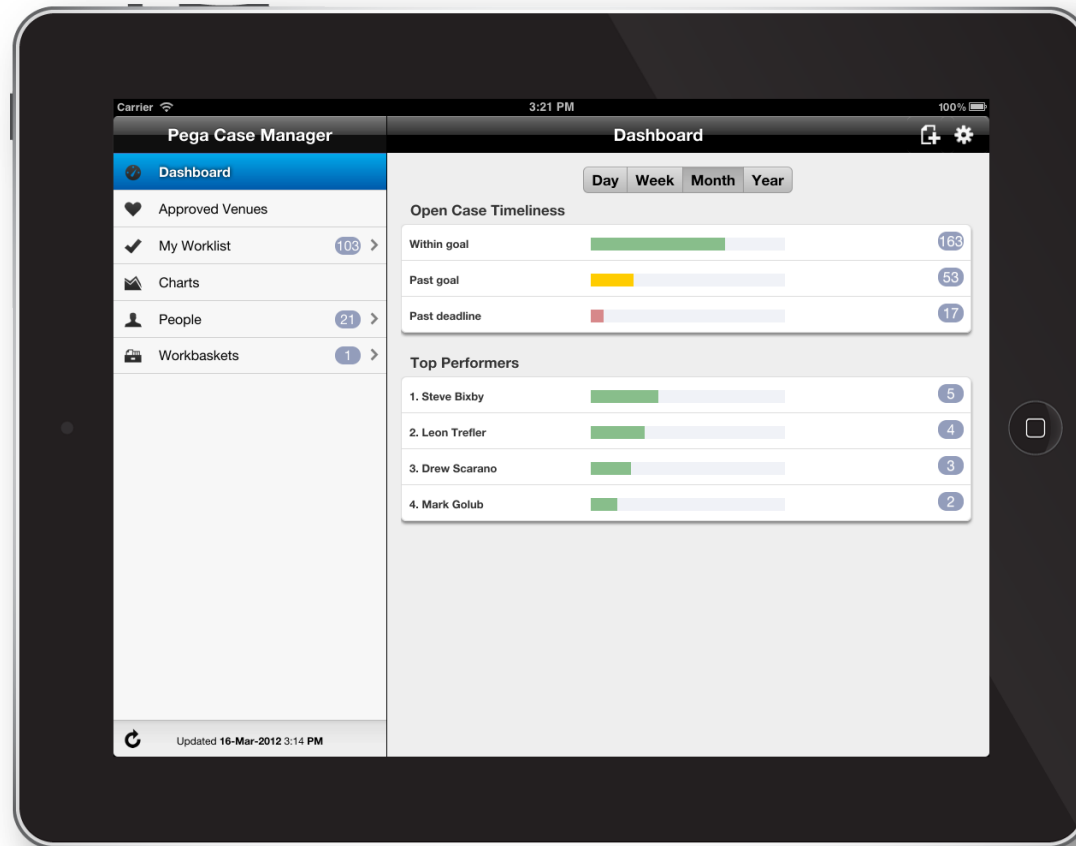 Carrier 3:21 PM 100%
Pega Case Manager
Dashboard
Dashboard
Approved Venues
My Worklist 103
Charts
People 21
Workbaskets 1
Updated 16-Mar-2012 3:14 PM
Day Week Month Year
Open Case Timeliness
Within goal 163
Past goal 53
Past deadline 17
Top Performers
1. Steve Bixby 5
2. Leon Trefler 4
3. Drew Scarano 3
4. Mark Golub 2